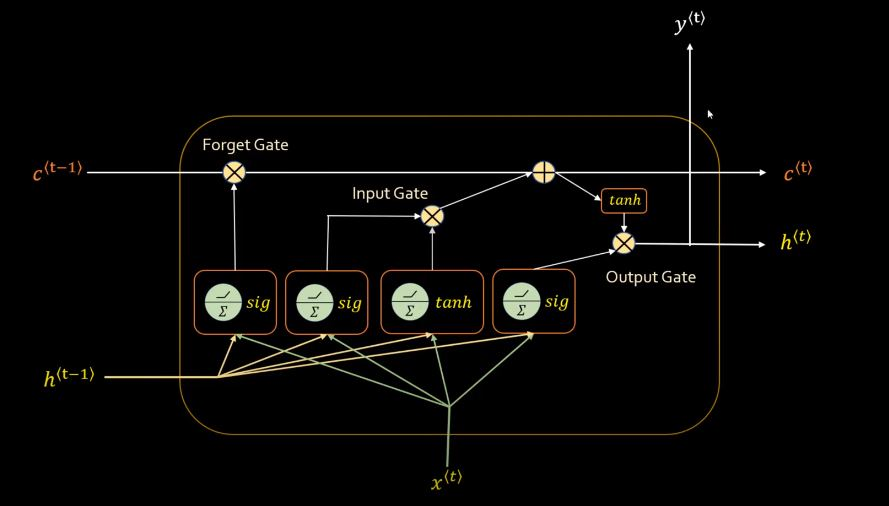 y⟨t⟩
Forget Gate
c⟨t−1⟩
c⟨t⟩
Input Gate
tanh
h⟨t⟩
Output Gate
Σ sig
Σ sig
Σ tanh
Σ sig
h⟨t−1⟩
x⟨t⟩